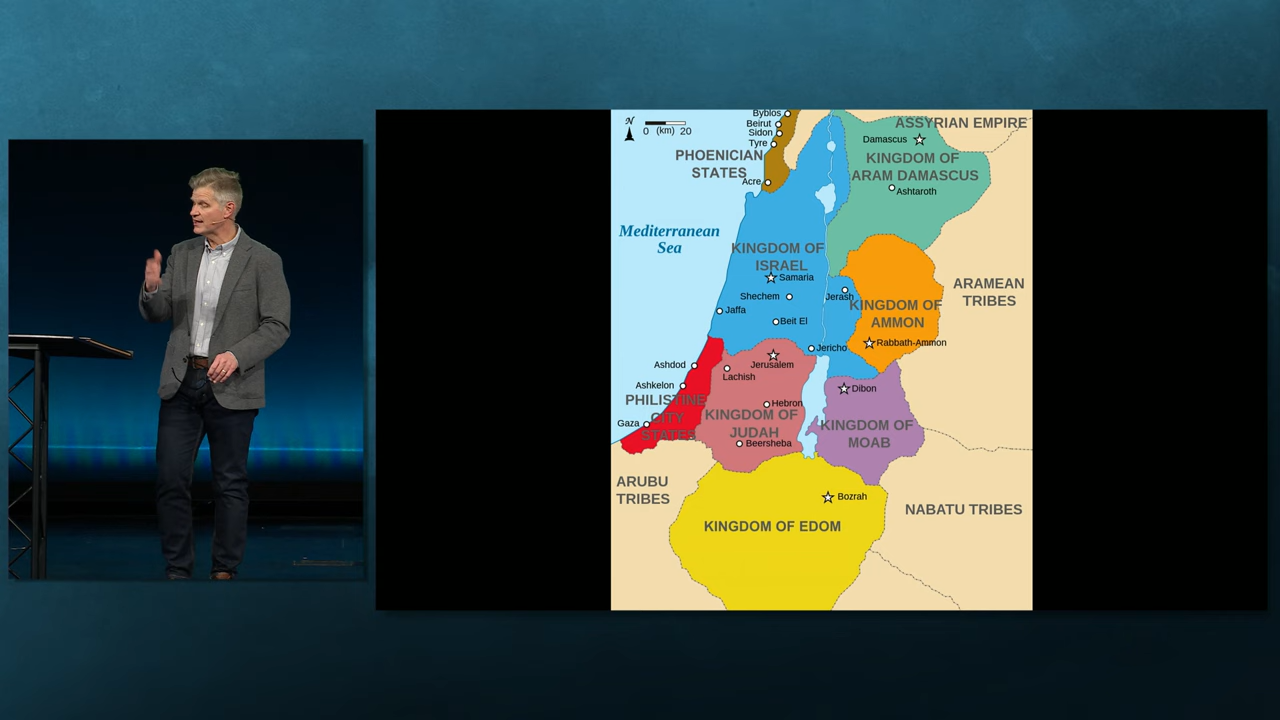 N
0 (km) 20
Byblos
Beirut
Sidon
Tyre
PHOENICIAN
STATES
Acre
ASSYRIAN EMPIRE
Damascus
KINGDOM OF
ARAM DAMASCUS
Ashtaroth
Mediterranean
Sea
KINGDOM OF
ISRAEL
Samaria
Shechem
Jerash
Jaffa
Beit El
KINGDOM OF
AMMON
ARAMEAN
TRIBES
Jericho
Rabbath-Ammon
Jerusalem
Ashdod
Lachish
Ashkelon
Dibon
PHILISTINE
CITY
STATES
Gaza
Hebron
KINGDOM OF
JUDAH
Beersheba
KINGDOM OF
MOAB
ARUBU
TRIBES
Bozrah
KINGDOM OF EDOM
NABATU TRIBES